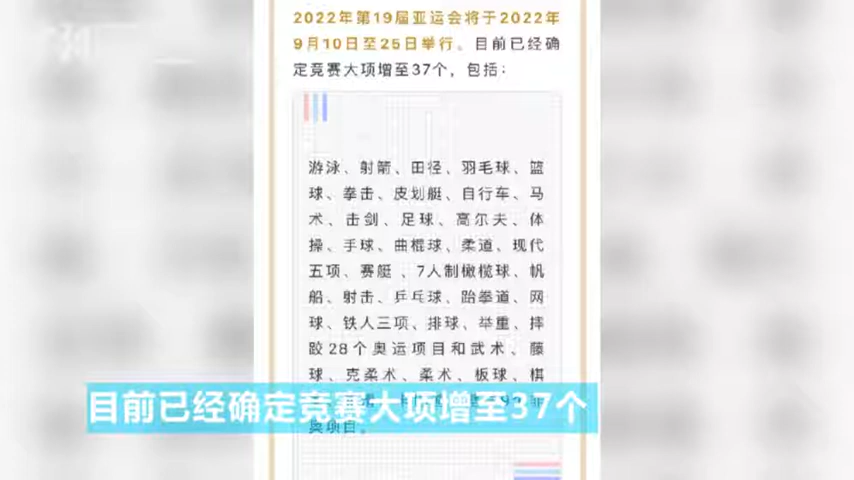 2022年第19届亚运会将于2022年
9月10日至25日举行。目前已经确
定竞赛大项增至37个，包括：
游泳、射箭、田径、羽毛球、篮
球、拳击、皮划艇、自行车、马
术、击剑、足球、高尔夫、体
操、手球、曲棍球、柔道、现代
五项、赛艇 、7人制橄榄球、帆
船、射击、乒乓球、跆拳道、网
球、铁人三项、排球、举重、摔
跤28个奥运项目和武术、藤
球、克柔术、柔术、板球、棋
目前已经确定竞赛大项增至37个
奥项目。